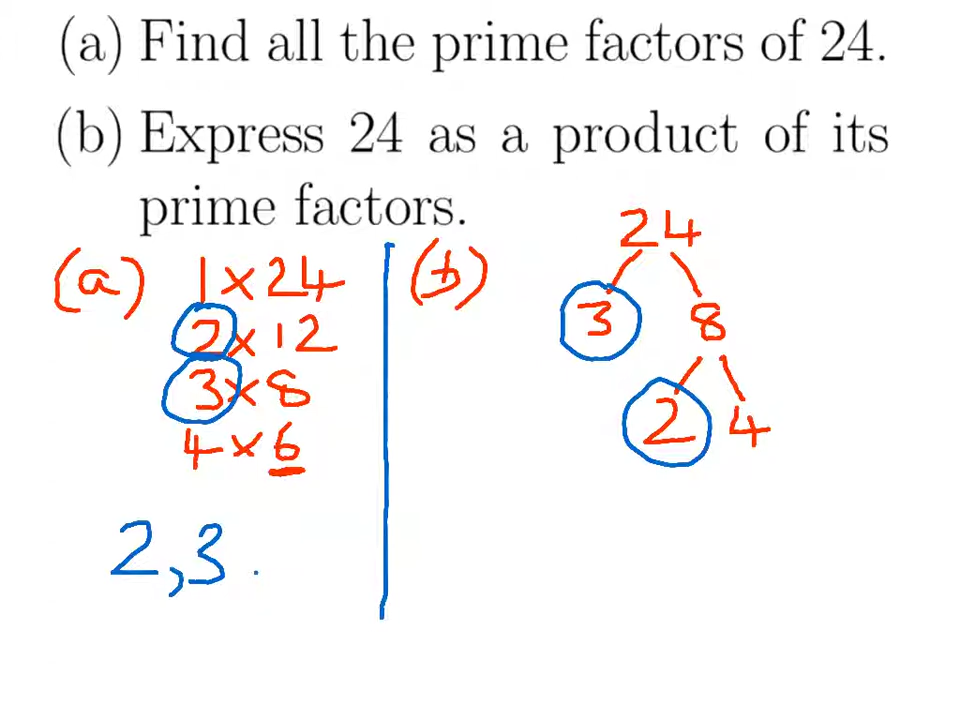 (a) Find all the prime factors of 24.
(b) Express 24 as a product of its
prime factors.
(a) 1 x 24
2 x 12
3 x 8
4 x 6
2, 3 .
(b)
24
3 8
2 4